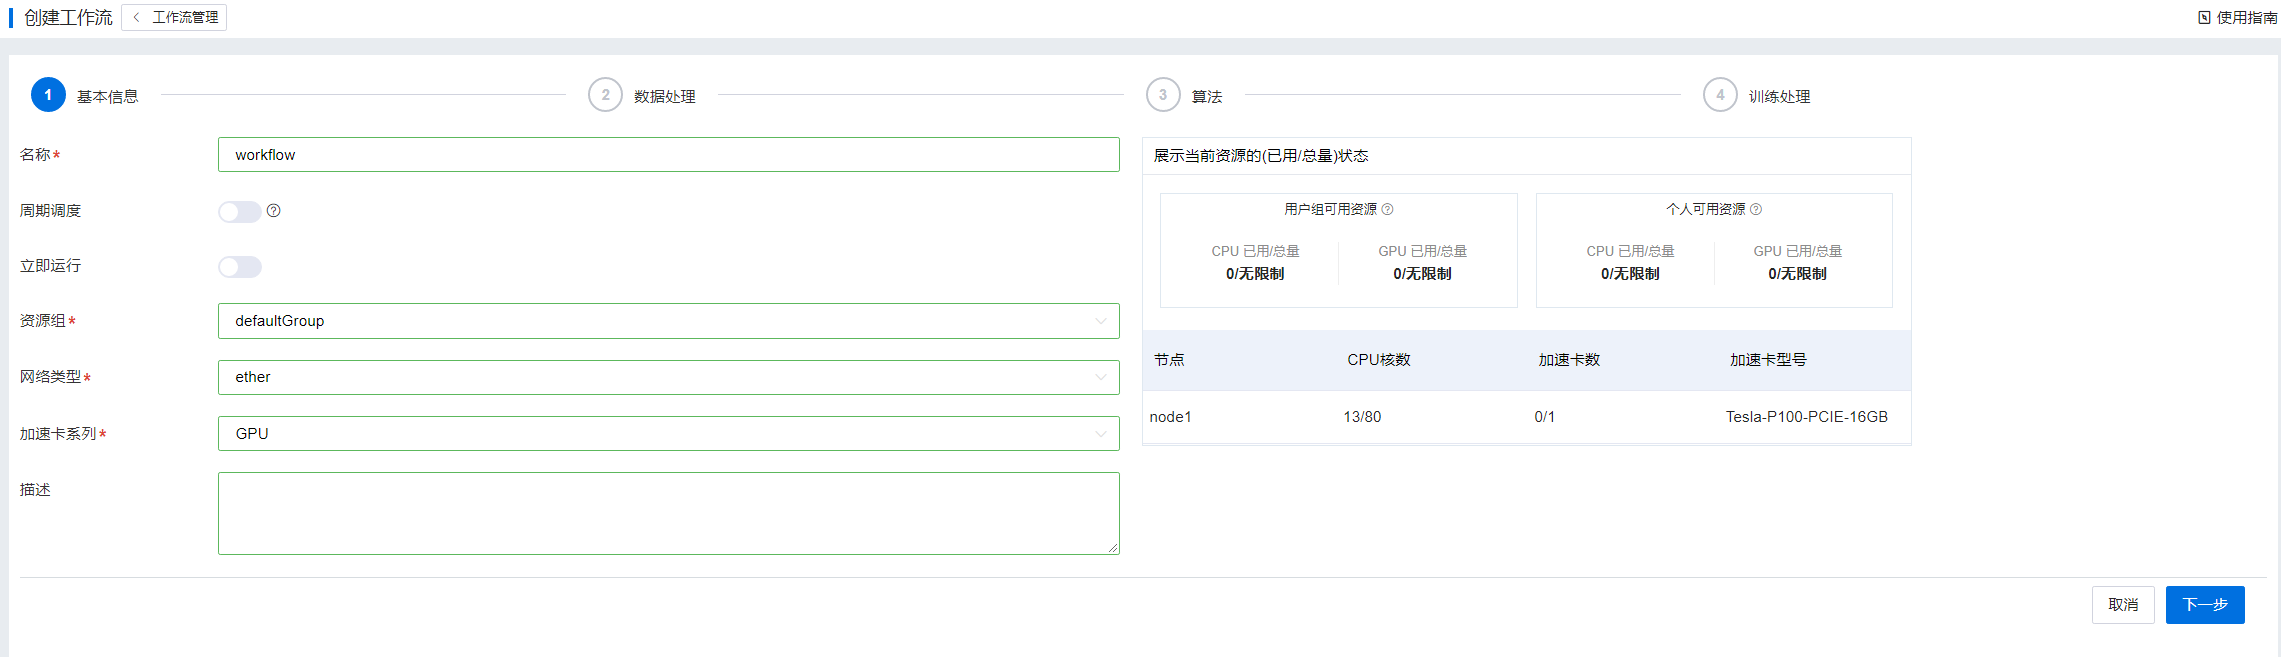 创建工作流 工作流管理 使用指南
1 基本信息 2 数据处理 3 算法 4 训练处理
名称* workflow
周期调度
立即运行
资源组* defaultGroup
网络类型* ether
加速卡系列* GPU
描述
展示当前资源的(已用/总量)状态
用户组可用资源 个人可用资源
CPU 已用/总量 GPU 已用/总量 CPU 已用/总量 GPU 已用/总量
0/无限制 0/无限制 0/无限制 0/无限制
节点 CPU核数 加速卡数 加速卡型号
node1 13/80 0/1 Tesla-P100-PCIE-16GB
取消 下一步